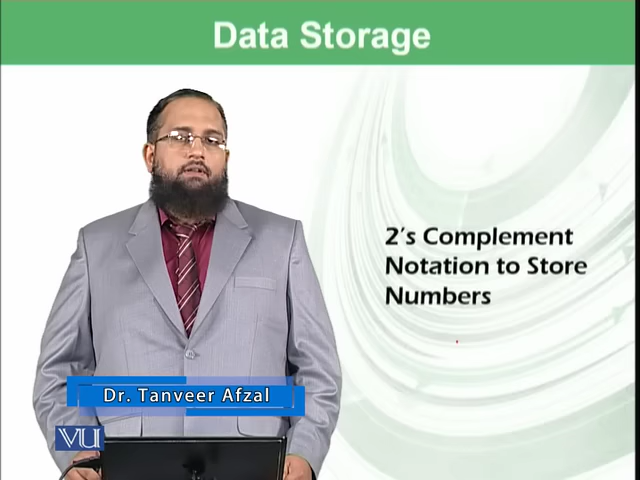 Data Storage
2's Complement
Notation to Store
Numbers
Dr. Tanveer Afzal
VU